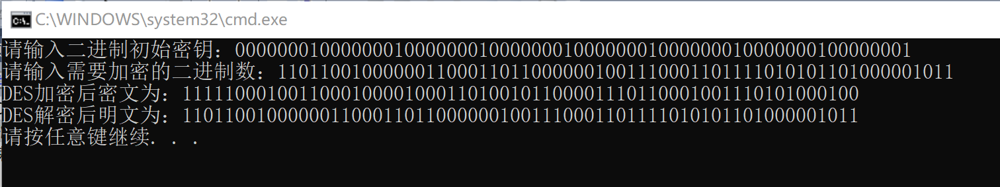 C:\WINDOWS\system32\cmd.exe
请输入二进制初始密钥：0000000100000001000000010000000100000001000000010000000100000001
请输入需要加密的二进制数：1101100100000011000110110000001001110001101111010101101000001011
DES加密后密文为：1111100010011000100001000110100101100001110110001001110101000100
DES解密后明文为：1101100100000011000110110000001001110001101111010101101000001011
请按任意键继续. . .